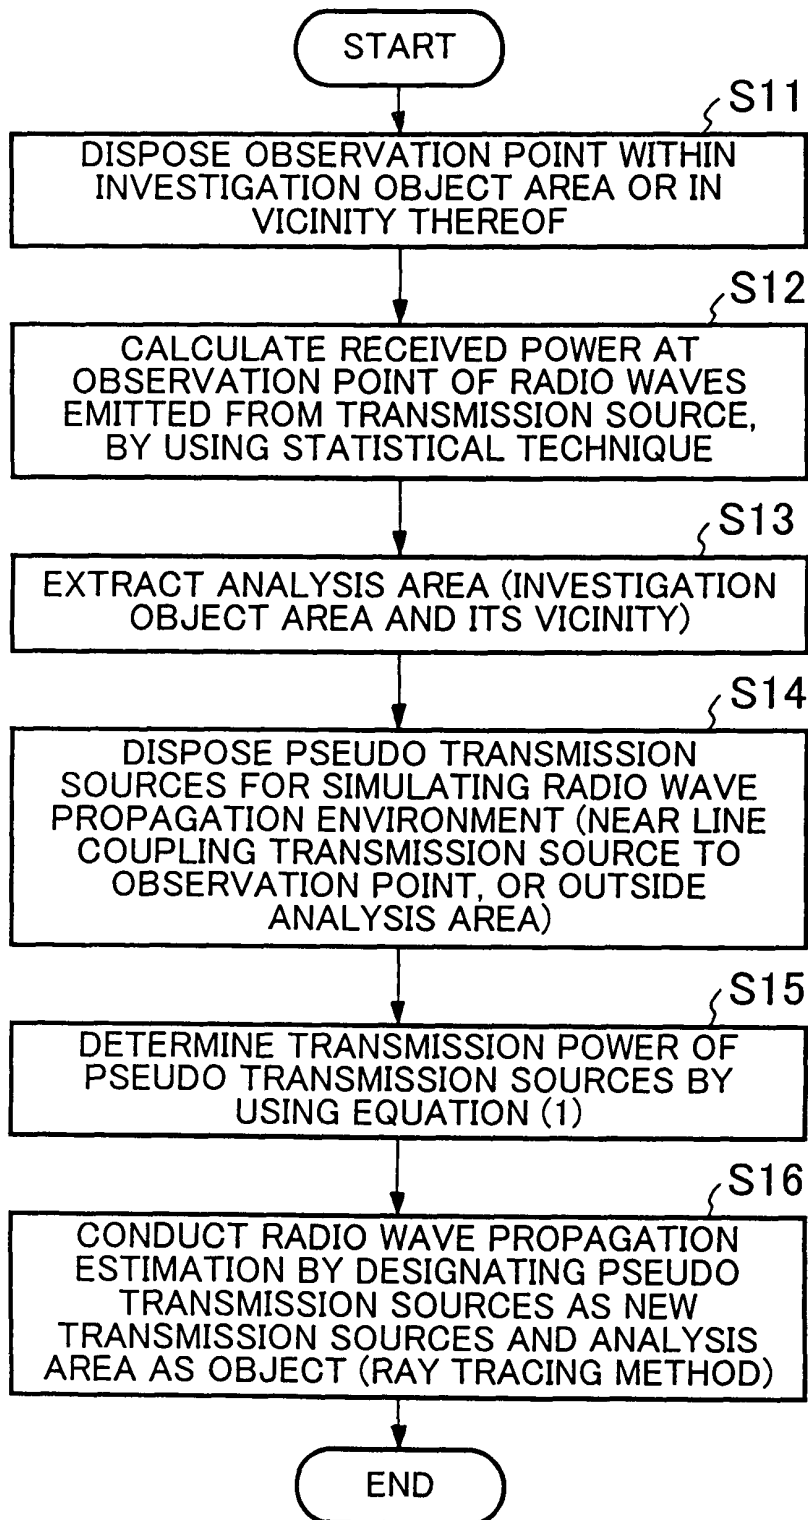 START
S11
DISPOSE OBSERVATION POINT WITHIN
INVESTIGATION OBJECT AREA OR IN
VICINITY THEREOF
S12
CALCULATE RECEIVED POWER AT
OBSERVATION POINT OF RADIO WAVES
EMITTED FROM TRANSMISSION SOURCE,
BY USING STATISTICAL TECHNIQUE
S13
EXTRACT ANALYSIS AREA (INVESTIGATION
OBJECT AREA AND ITS VICINITY)
S14
DISPOSE PSEUDO TRANSMISSION
SOURCES FOR SIMULATING RADIO WAVE
PROPAGATION ENVIRONMENT (NEAR LINE
COUPLING TRANSMISSION SOURCE TO
OBSERVATION POINT, OR OUTSIDE
ANALYSIS AREA)
S15
DETERMINE TRANSMISSION POWER OF
PSEUDO TRANSMISSION SOURCES BY
USING EQUATION (1)
S16
CONDUCT RADIO WAVE PROPAGATION
ESTIMATION BY DESIGNATING PSEUDO
TRANSMISSION SOURCES AS NEW
TRANSMISSION SOURCES AND ANALYSIS
AREA AS OBJECT (RAY TRACING METHOD)
END